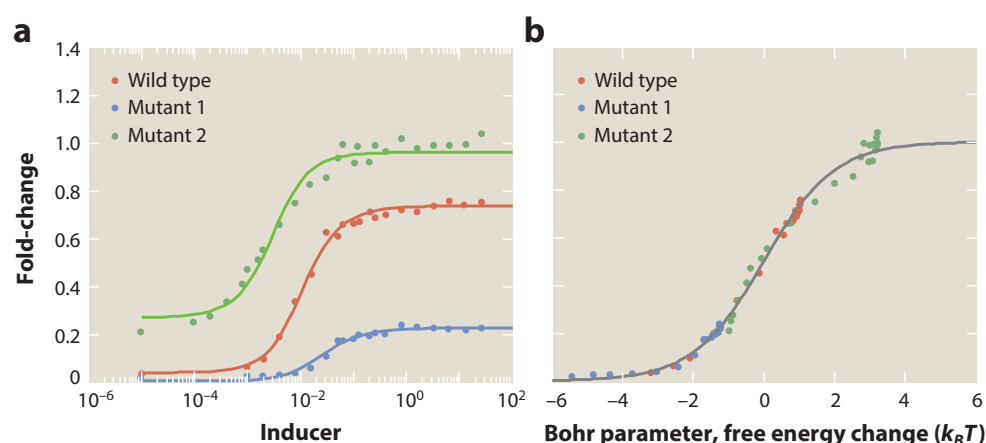 a
1.4
1.2
1.0
0.8
0.6
0.4
0.2
0
Fold-change
Wild type
Mutant 1
Mutant 2
10⁻⁶ 10⁻⁴ 10⁻² 10⁰ 10²
Inducer
b
Wild type
Mutant 1
Mutant 2
−6 −4 −2 0 2 4 6
Bohr parameter, free energy change (k_BT)